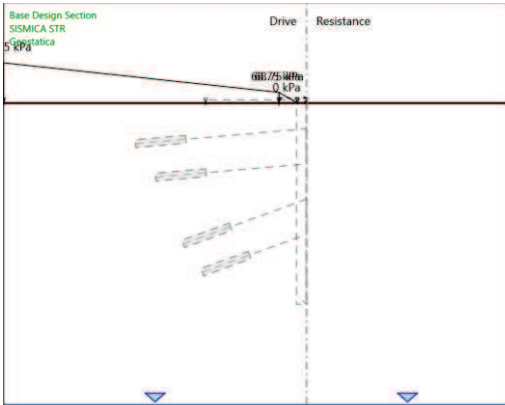 Base Design Section
Drive
Resistance
SISMICA STR
Geostatica
5 kPa
0 kPa